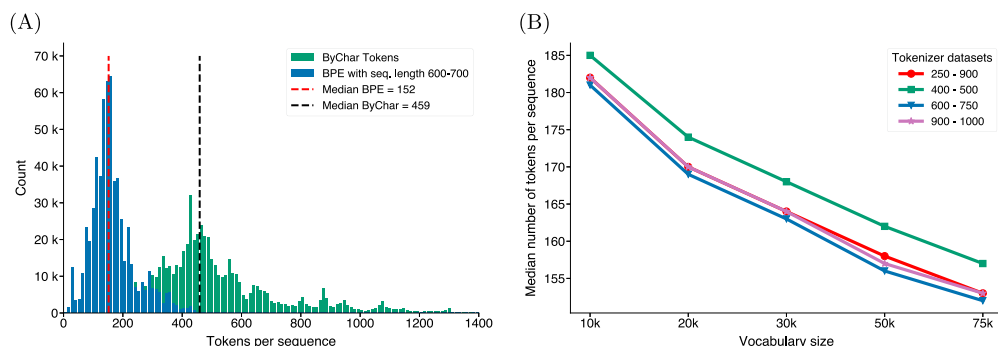 (A)
70 k
60 k
50 k
40 k
30 k
20 k
10 k
0
Count
0 200 400 600 800 1000 1200 1400
Tokens per sequence
ByChar Tokens
BPE with seq. length 600-700
Median BPE = 152
Median ByChar = 459
(B)
185
180
175
170
165
160
155
Median number of tokens per sequence
10k 20k 30k 50k 75k
Vocabulary size
Tokenizer datasets
250 - 900
400 - 500
600 - 750
900 - 1000